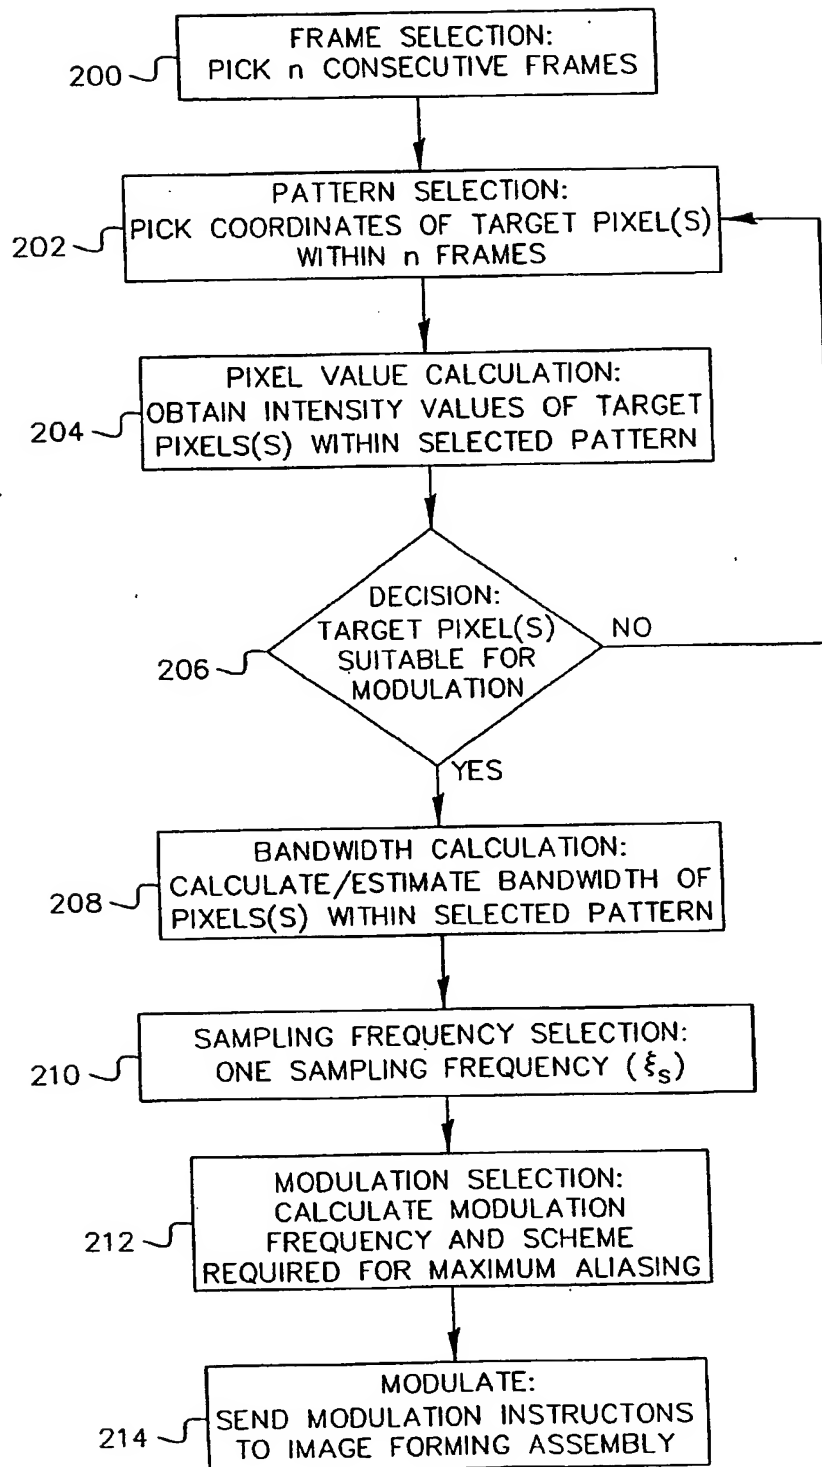 FRAME SELECTION:
PICK n CONSECUTIVE FRAMES
200
PATTERN SELECTION:
PICK COORDINATES OF TARGET PIXEL(S)
WITHIN n FRAMES
202
PIXEL VALUE CALCULATION:
OBTAIN INTENSITY VALUES OF TARGET
PIXELS(S) WITHIN SELECTED PATTERN
204
DECISION:
TARGET PIXEL(S)
SUITABLE FOR
MODULATION
206
NO
YES
BANDWIDTH CALCULATION:
CALCULATE/ESTIMATE BANDWIDTH OF
PIXELS(S) WITHIN SELECTED PATTERN
208
SAMPLING FREQUENCY SELECTION:
ONE SAMPLING FREQUENCY (ξs)
210
MODULATION SELECTION:
CALCULATE MODULATION
FREQUENCY AND SCHEME
REQUIRED FOR MAXIMUM ALIASING
212
MODULATE:
SEND MODULATION INSTRUCTONS
TO IMAGE FORMING ASSEMBLY
214